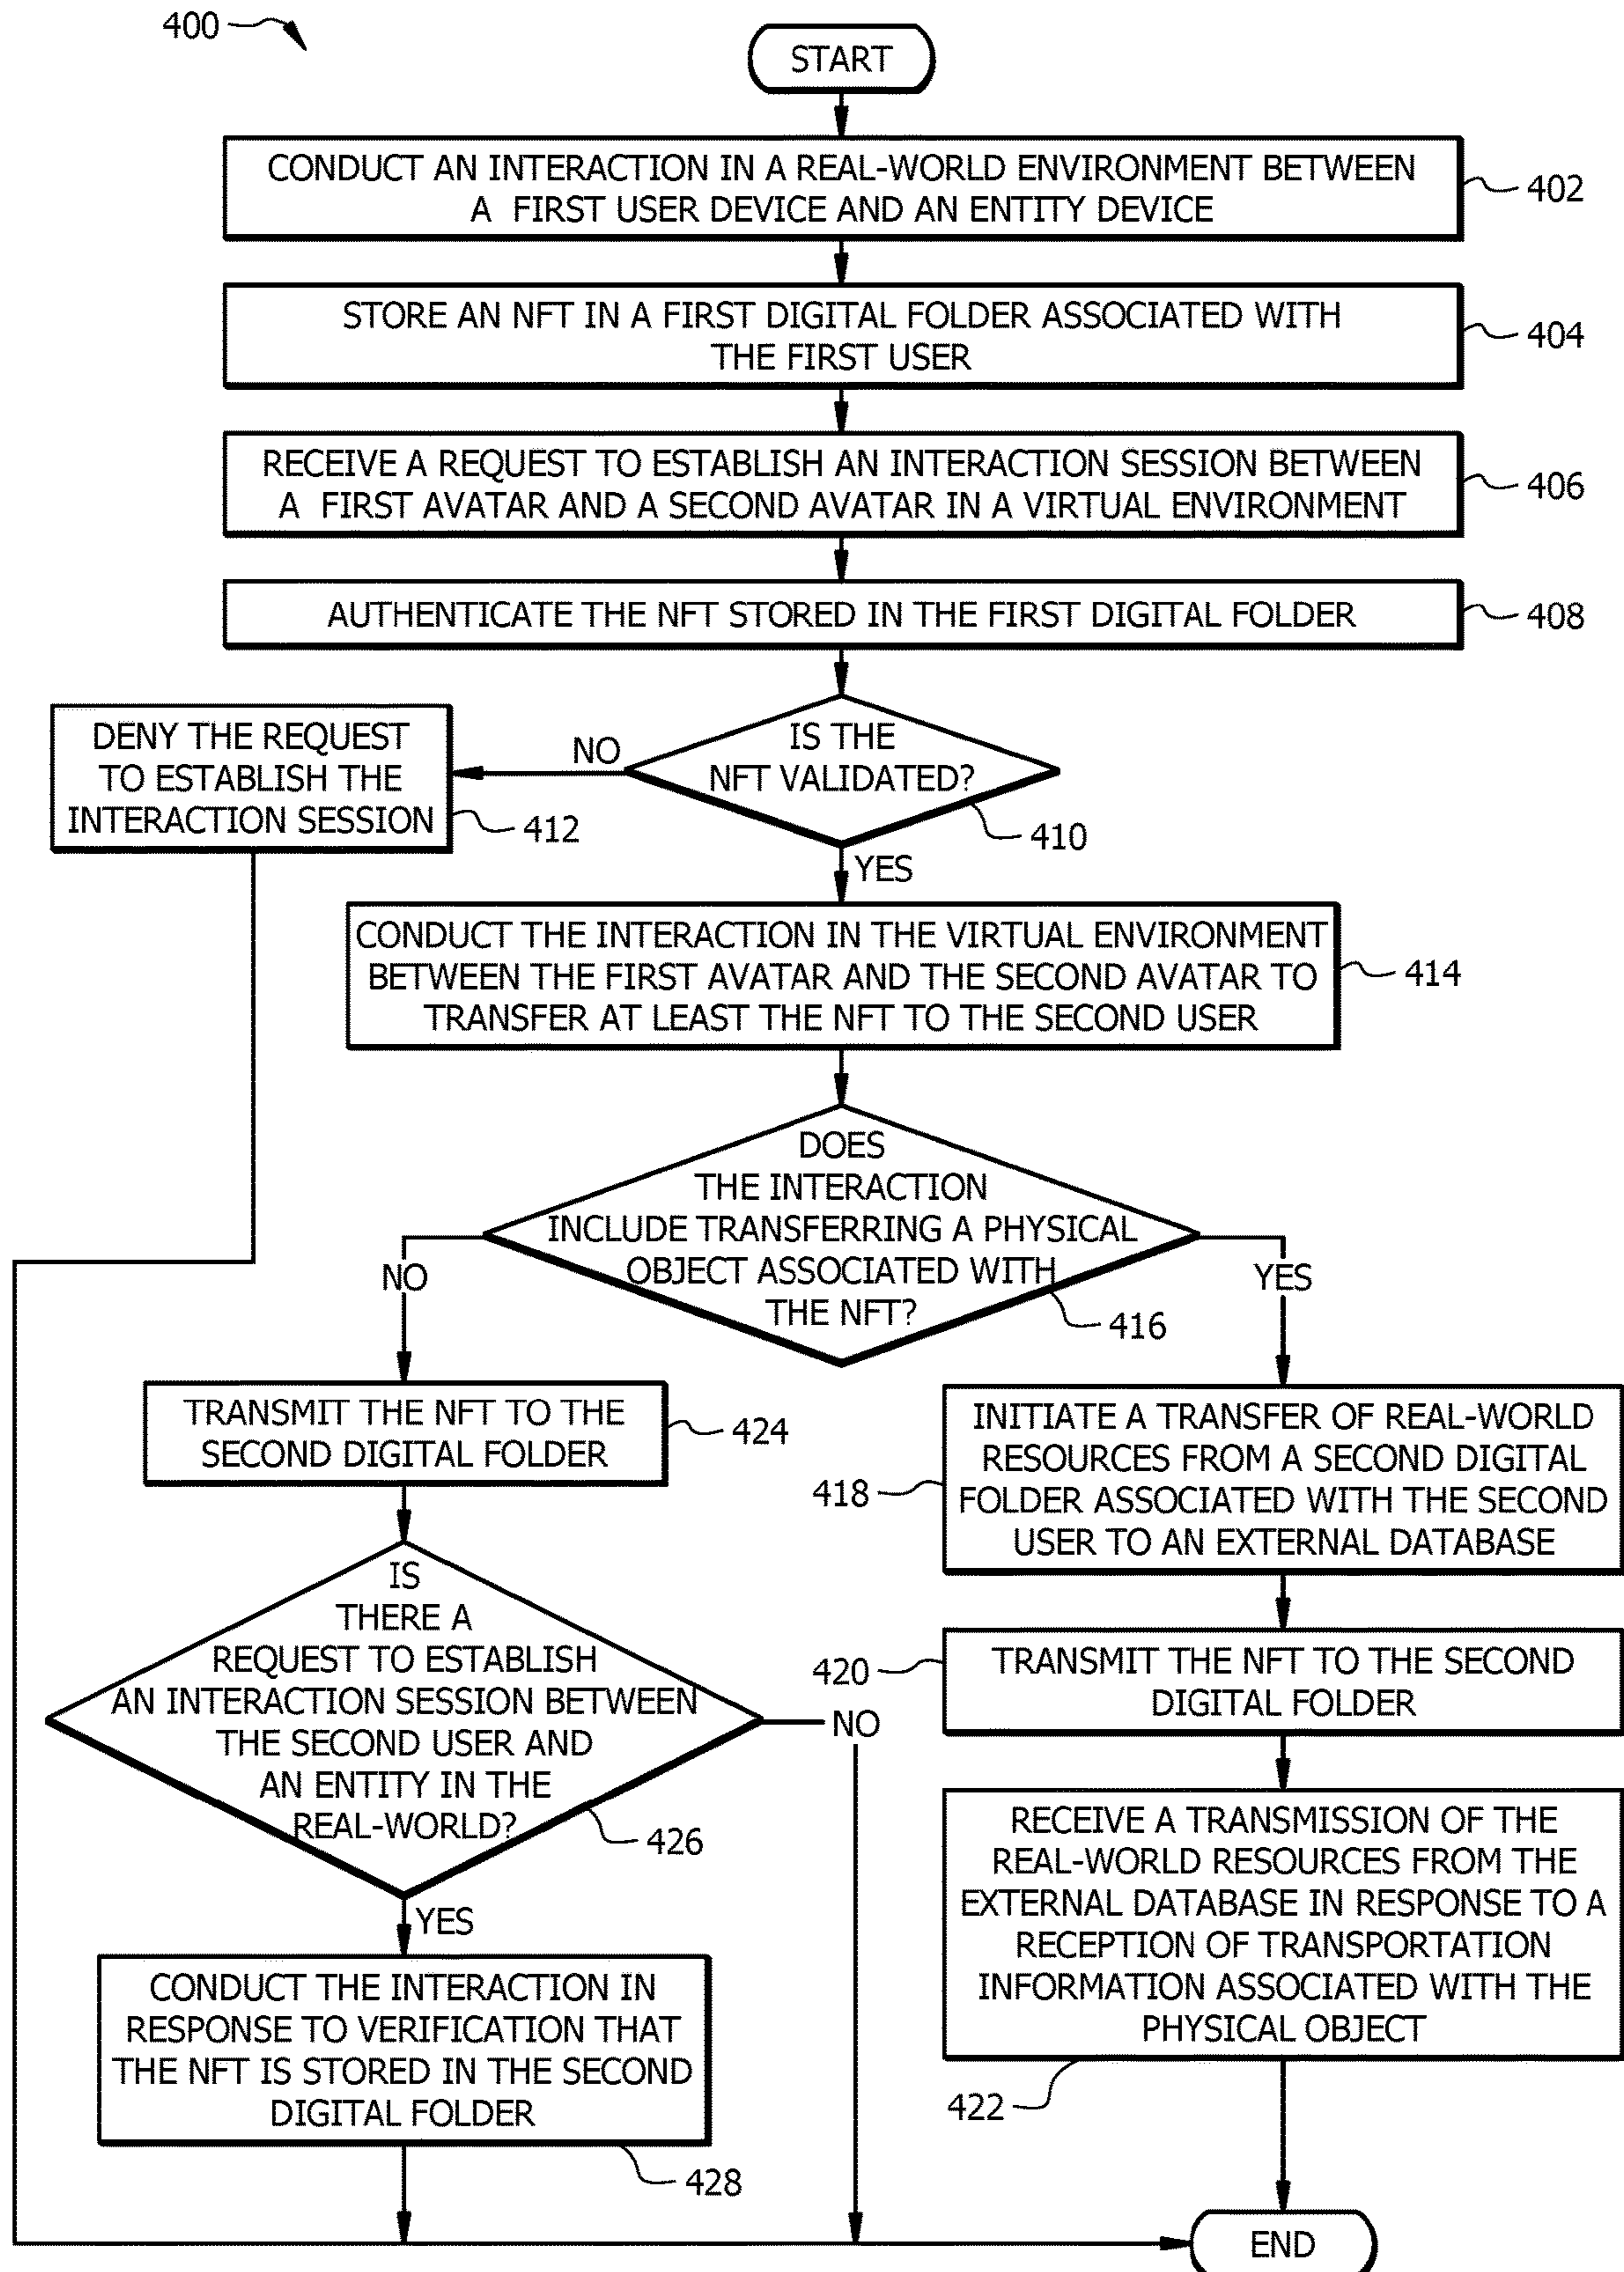 400
START
CONDUCT AN INTERACTION IN A REAL-WORLD ENVIRONMENT BETWEEN
A FIRST USER DEVICE AND AN ENTITY DEVICE
402
STORE AN NFT IN A FIRST DIGITAL FOLDER ASSOCIATED WITH
THE FIRST USER
404
RECEIVE A REQUEST TO ESTABLISH AN INTERACTION SESSION BETWEEN
A FIRST AVATAR AND A SECOND AVATAR IN A VIRTUAL ENVIRONMENT
406
AUTHENTICATE THE NFT STORED IN THE FIRST DIGITAL FOLDER
408
IS THE
NFT VALIDATED?
410
NO
DENY THE REQUEST
TO ESTABLISH THE
INTERACTION SESSION
412
YES
CONDUCT THE INTERACTION IN THE VIRTUAL ENVIRONMENT
BETWEEN THE FIRST AVATAR AND THE SECOND AVATAR TO
TRANSFER AT LEAST THE NFT TO THE SECOND USER
414
DOES
THE INTERACTION
INCLUDE TRANSFERRING A PHYSICAL
OBJECT ASSOCIATED WITH
THE NFT?
416
NO
YES
TRANSMIT THE NFT TO THE
SECOND DIGITAL FOLDER
424
IS
THERE A
REQUEST TO ESTABLISH
AN INTERACTION SESSION BETWEEN
THE SECOND USER AND
AN ENTITY IN THE
REAL-WORLD?
426
NO
YES
CONDUCT THE INTERACTION IN
RESPONSE TO VERIFICATION THAT
THE NFT IS STORED IN THE SECOND
DIGITAL FOLDER
428
INITIATE A TRANSFER OF REAL-WORLD
RESOURCES FROM A SECOND DIGITAL
FOLDER ASSOCIATED WITH THE SECOND
USER TO AN EXTERNAL DATABASE
418
TRANSMIT THE NFT TO THE SECOND
DIGITAL FOLDER
420
RECEIVE A TRANSMISSION OF THE
REAL-WORLD RESOURCES FROM THE
EXTERNAL DATABASE IN RESPONSE TO A
RECEPTION OF TRANSPORTATION
INFORMATION ASSOCIATED WITH THE
PHYSICAL OBJECT
422
END